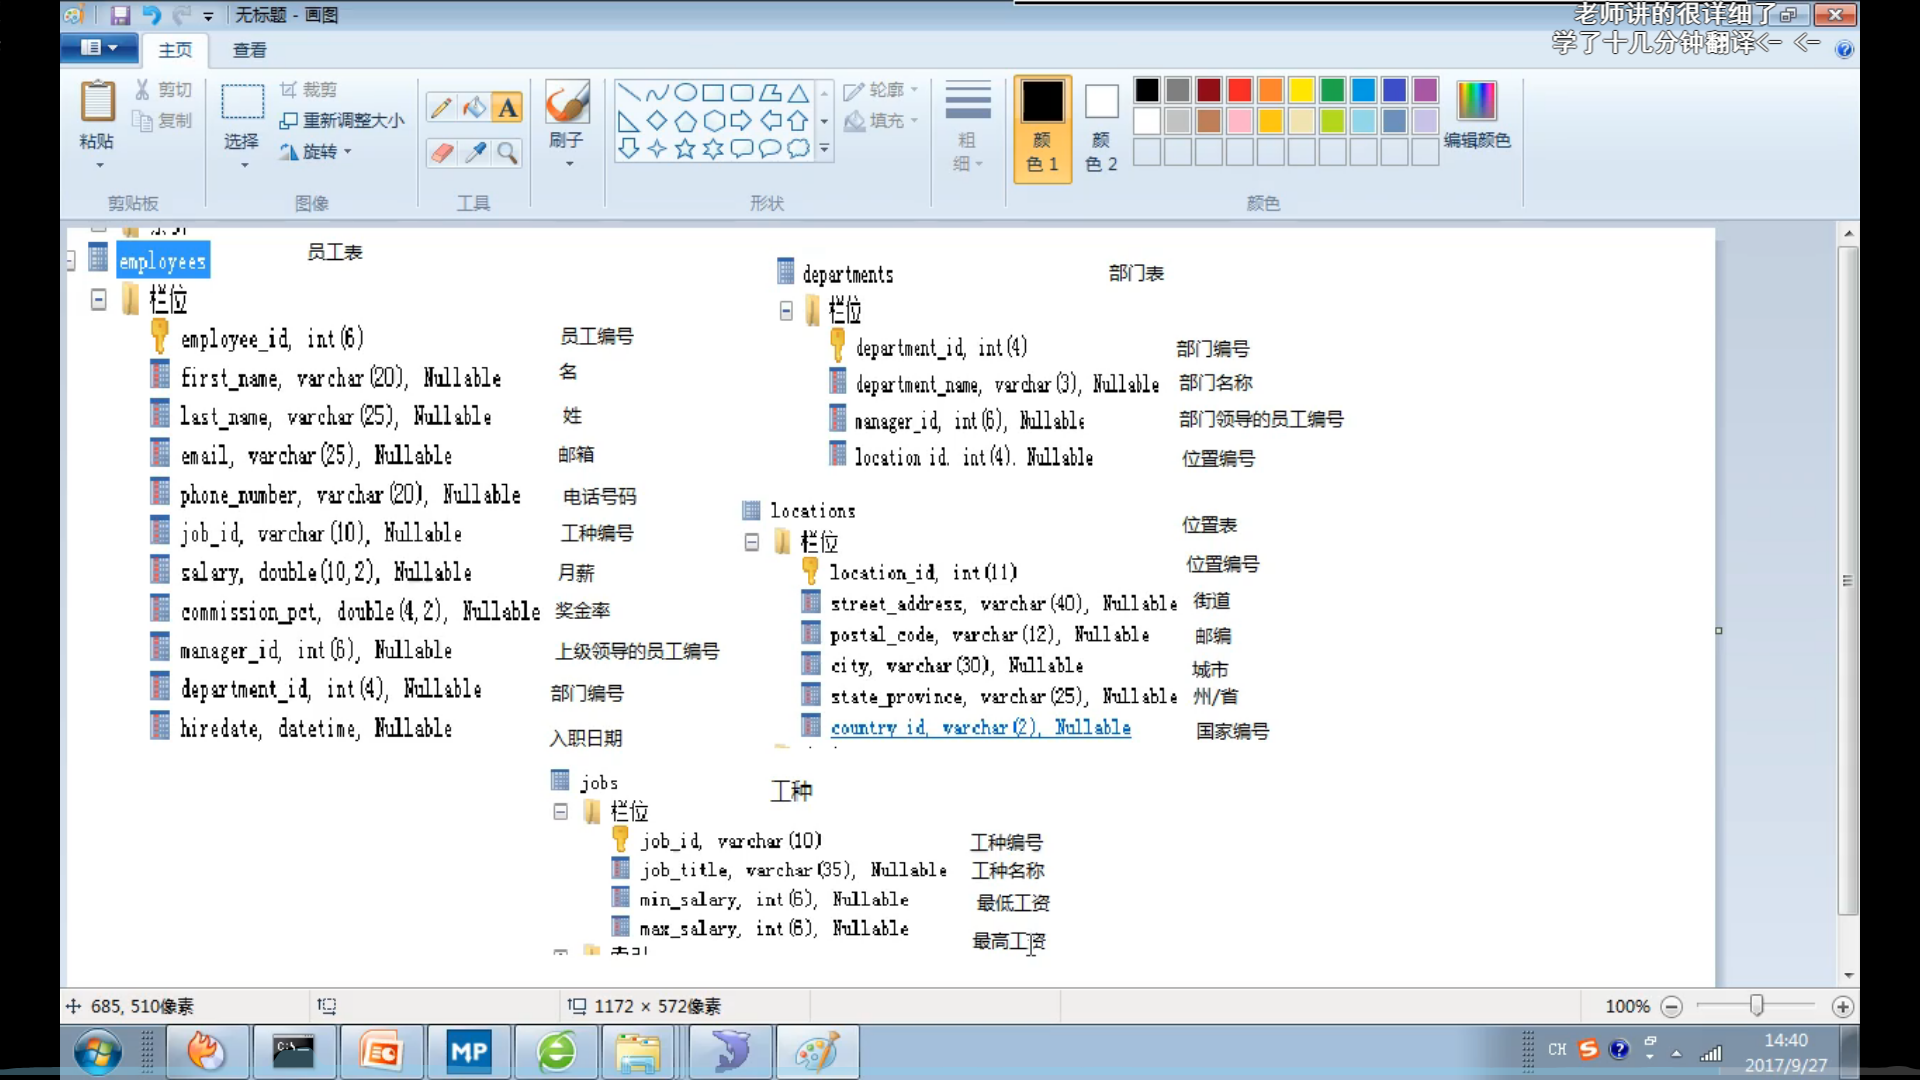 无标题 - 画图
老师讲的很详细了
学了十几分钟翻译<- <-
主页
查看
粘贴
剪切
复制
剪贴板
选择
裁剪
重新调整大小
旋转
图像
A
工具
刷子
形状
轮廓
填充
粗
细
颜
色 1
颜
色 2
编辑颜色
颜色
employees
员工表
栏位
employee_id, int(6)
员工编号
first_name, varchar(20), Nullable
名
last_name, varchar(25), Nullable
姓
email, varchar(25), Nullable
邮箱
phone_number, varchar(20), Nullable
电话号码
job_id, varchar(10), Nullable
工种编号
salary, double(10,2), Nullable
月薪
commission_pct, double(4,2), Nullable
奖金率
manager_id, int(6), Nullable
上级领导的员工编号
department_id, int(4), Nullable
部门编号
hiredate, datetime, Nullable
入职日期
departments
部门表
栏位
department_id, int(4)
部门编号
department_name, varchar(3), Nullable
部门名称
manager_id, int(6), Nullable
部门领导的员工编号
location id. int(4). Nullable
位置编号
locations
位置表
栏位
location_id, int(11)
位置编号
street_address, varchar(40), Nullable
街道
postal_code, varchar(12), Nullable
邮编
city, varchar(30), Nullable
城市
state_province, varchar(25), Nullable
州/省
country id, varchar(2), Nullable
国家编号
jobs
工种
栏位
job_id, varchar(10)
工种编号
job_title, varchar(35), Nullable
工种名称
min_salary, int(6), Nullable
最低工资
max_salary, int(6), Nullable
最高工资
685, 510像素
1172 × 572像素
100%
C:\
MP
CH
14:40
2017/9/27